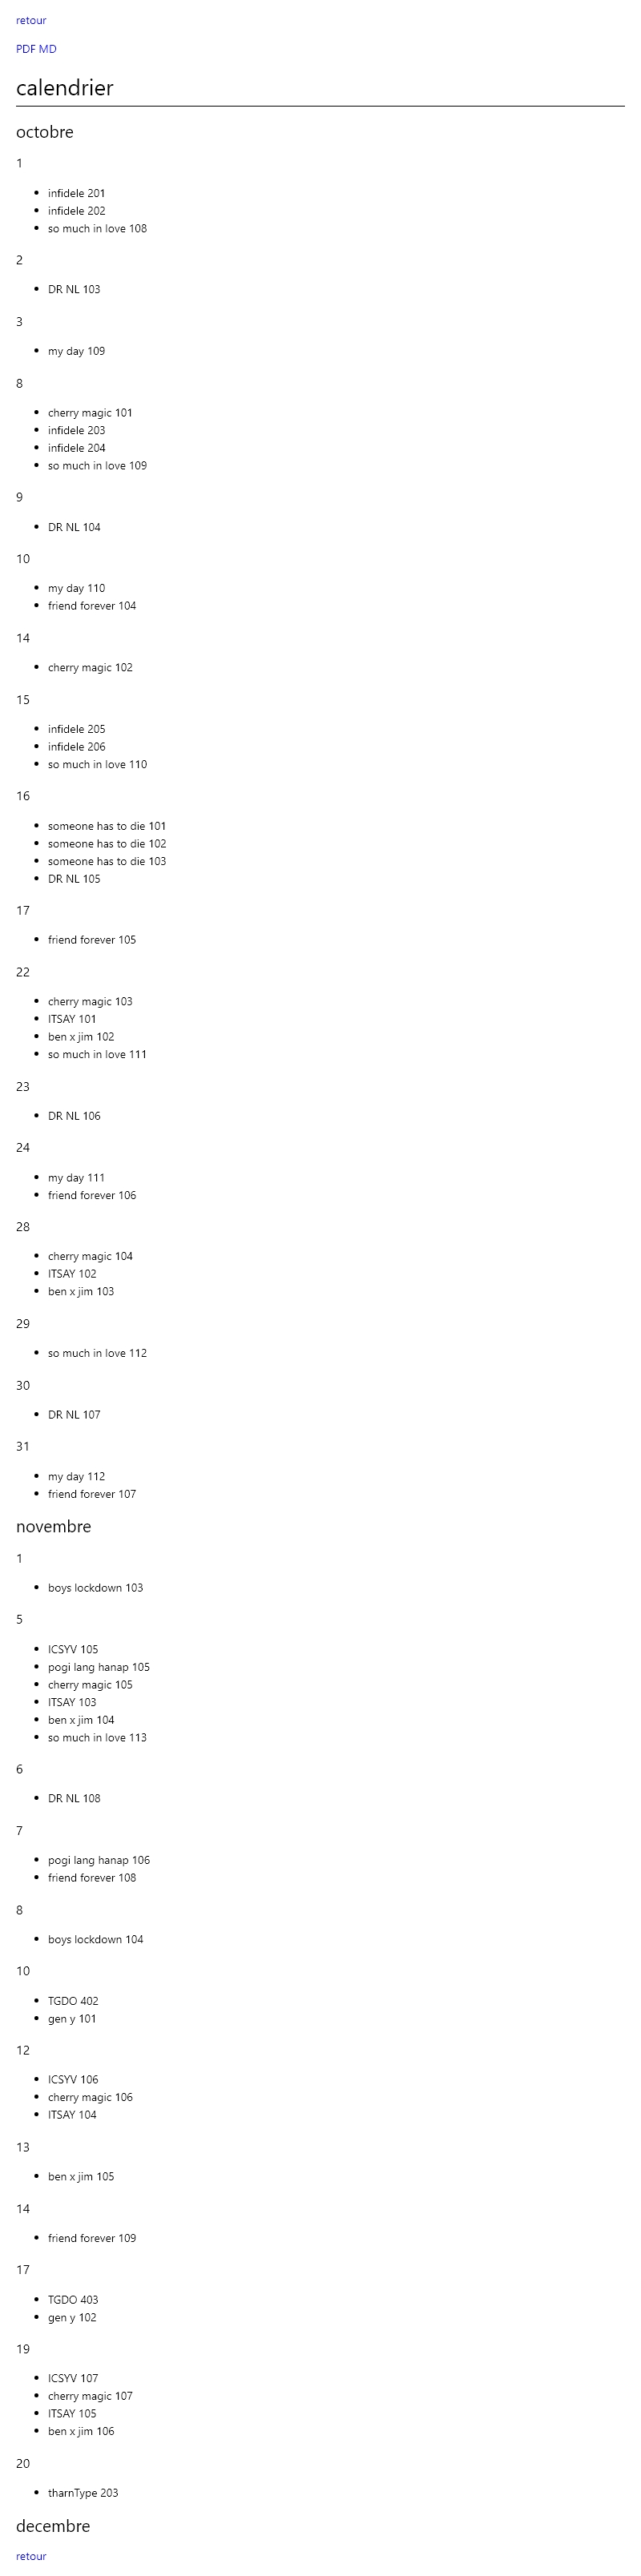 retour
PDF MD
calendrier
octobre
1
• infidele 201
• infidele 202
• so much in love 108
2
• DR NL 103
3
• my day 109
8
• cherry magic 101
• infidele 203
• infidele 204
• so much in love 109
9
• DR NL 104
10
• my day 110
• friend forever 104
14
• cherry magic 102
15
• infidele 205
• infidele 206
• so much in love 110
16
• someone has to die 101
• someone has to die 102
• someone has to die 103
• DR NL 105
17
• friend forever 105
22
• cherry magic 103
• ITSAY 101
• ben x jim 102
• so much in love 111
23
• DR NL 106
24
• my day 111
• friend forever 106
28
• cherry magic 104
• ITSAY 102
• ben x jim 103
29
• so much in love 112
30
• DR NL 107
31
• my day 112
• friend forever 107
novembre
1
• boys lockdown 103
5
• ICSYV 105
• pogi lang hanap 105
• cherry magic 105
• ITSAY 103
• ben x jim 104
• so much in love 113
6
• DR NL 108
7
• pogi lang hanap 106
• friend forever 108
8
• boys lockdown 104
10
• TGDO 402
• gen y 101
12
• ICSYV 106
• cherry magic 106
• ITSAY 104
13
• ben x jim 105
14
• friend forever 109
17
• TGDO 403
• gen y 102
19
• ICSYV 107
• cherry magic 107
• ITSAY 105
• ben x jim 106
20
• tharnType 203
decembre
retour